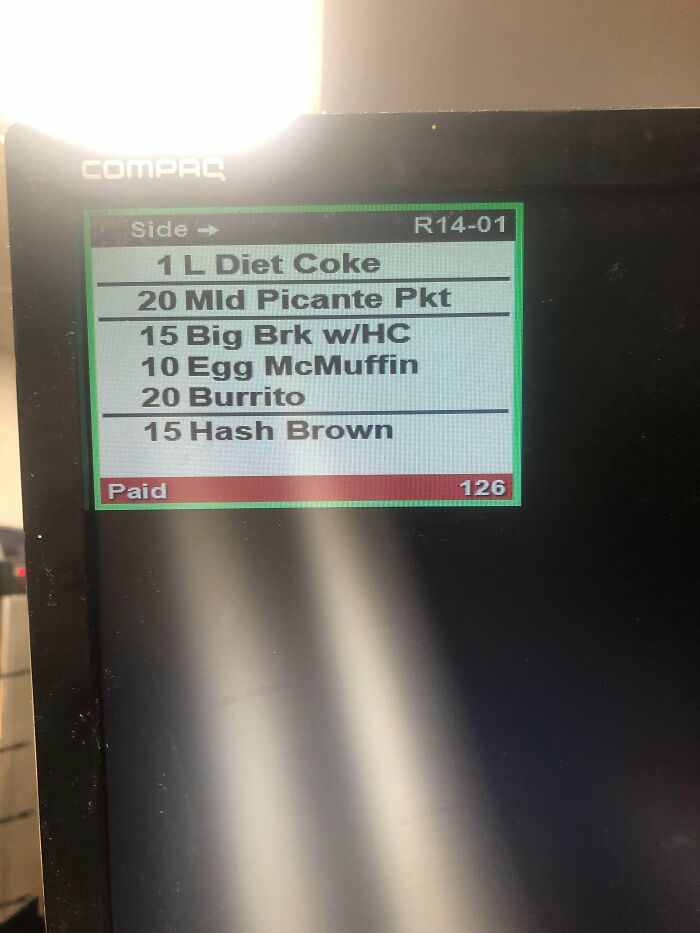 COMPAQ
Side → R14-01
1 L Diet Coke
20 Mld Picante Pkt
15 Big Brk w/HC
10 Egg McMuffin
20 Burrito
15 Hash Brown
Paid 126